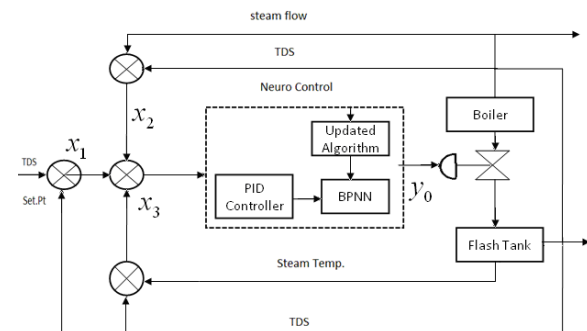 steam flow
TDS
Neuro Control
x₂
Updated
Algorithm
Boiler
x₁
TDS
Set.Pt
PID
Controller
BPNN
y₀
x₃
Flash Tank
Steam Temp.
TDS